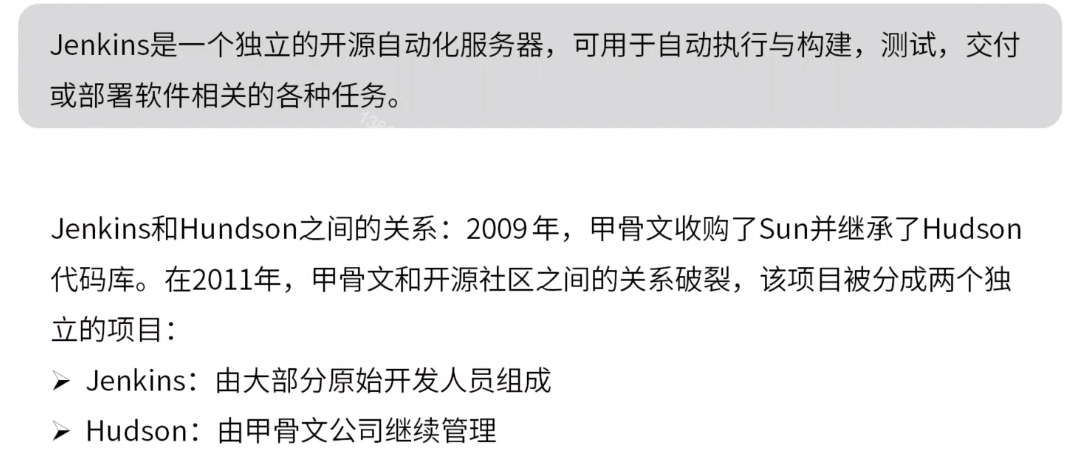 Jenkins是一个独立的开源自动化服务器，可用于自动执行与构建，测试，交付
或部署软件相关的各种任务。
Jenkins和Hundson之间的关系：2009年，甲骨文收购了Sun并继承了Hudson
代码库。在2011年，甲骨文和开源社区之间的关系破裂，该项目被分成两个独
立的项目：
➢ Jenkins：由大部分原始开发人员组成
➢ Hudson：由甲骨文公司继续管理